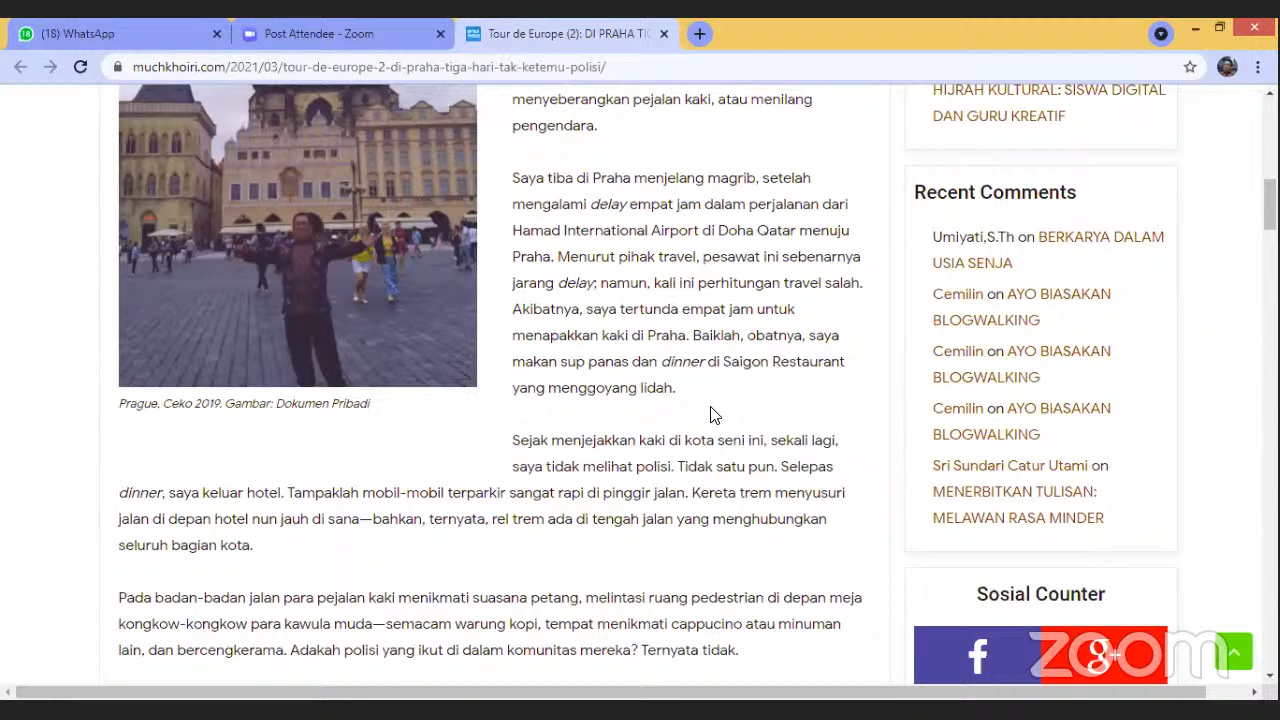 (18) WhatsApp
Post Attendee - Zoom
Tour de Europe (2): DI PRAHA TI
muchkhoiri.com/2021/03/tour-de-europe-2-di-praha-tiga-hari-tak-ketemu-polisi/
menyeberangkan pejalan kaki, atau menilang
pengendara.
Saya tiba di Praha menjelang magrib, setelah
mengalami delay empat jam dalam perjalanan dari
Hamad International Airport di Doha Qatar menuju
Praha. Menurut pihak travel, pesawat ini sebenarnya
jarang delay; namun, kali ini perhitungan travel salah.
Akibatnya, saya tertunda empat jam untuk
menapakkan kaki di Praha. Baiklah, obatnya, saya
makan sup panas dan dinner di Saigon Restaurant
yang menggoyang lidah.
Prague, Ceko 2019. Gambar: Dokumen Pribadi
Sejak menjejakkan kaki di kota seni ini, sekali lagi,
saya tidak melihat polisi. Tidak satu pun. Selepas
dinner, saya keluar hotel. Tampaklah mobil-mobil terparkir sangat rapi di pinggir jalan. Kereta trem menyusuri
jalan di depan hotel nun jauh di sana—bahkan, ternyata, rel trem ada di tengah jalan yang menghubungkan
seluruh bagian kota.
Pada badan-badan jalan para pejalan kaki menikmati suasana petang, melintasi ruang pedestrian di depan meja
kongkow-kongkow para kawula muda—semacam warung kopi, tempat menikmati cappucino atau minuman
lain, dan bercengkerama. Adakah polisi yang ikut di dalam komunitas mereka? Ternyata tidak.
HIJRAH KULTURAL: SISWA DIGITAL
DAN GURU KREATIF
Recent Comments
Umiyati,S.Th on BERKARYA DALAM
USIA SENJA
Cemilin on AYO BIASAKAN
BLOGWALKING
Cemilin on AYO BIASAKAN
BLOGWALKING
Cemilin on AYO BIASAKAN
BLOGWALKING
Sri Sundari Catur Utami on
MENERBITKAN TULISAN:
MELAWAN RASA MINDER
Sosial Counter
f
g+
zoom